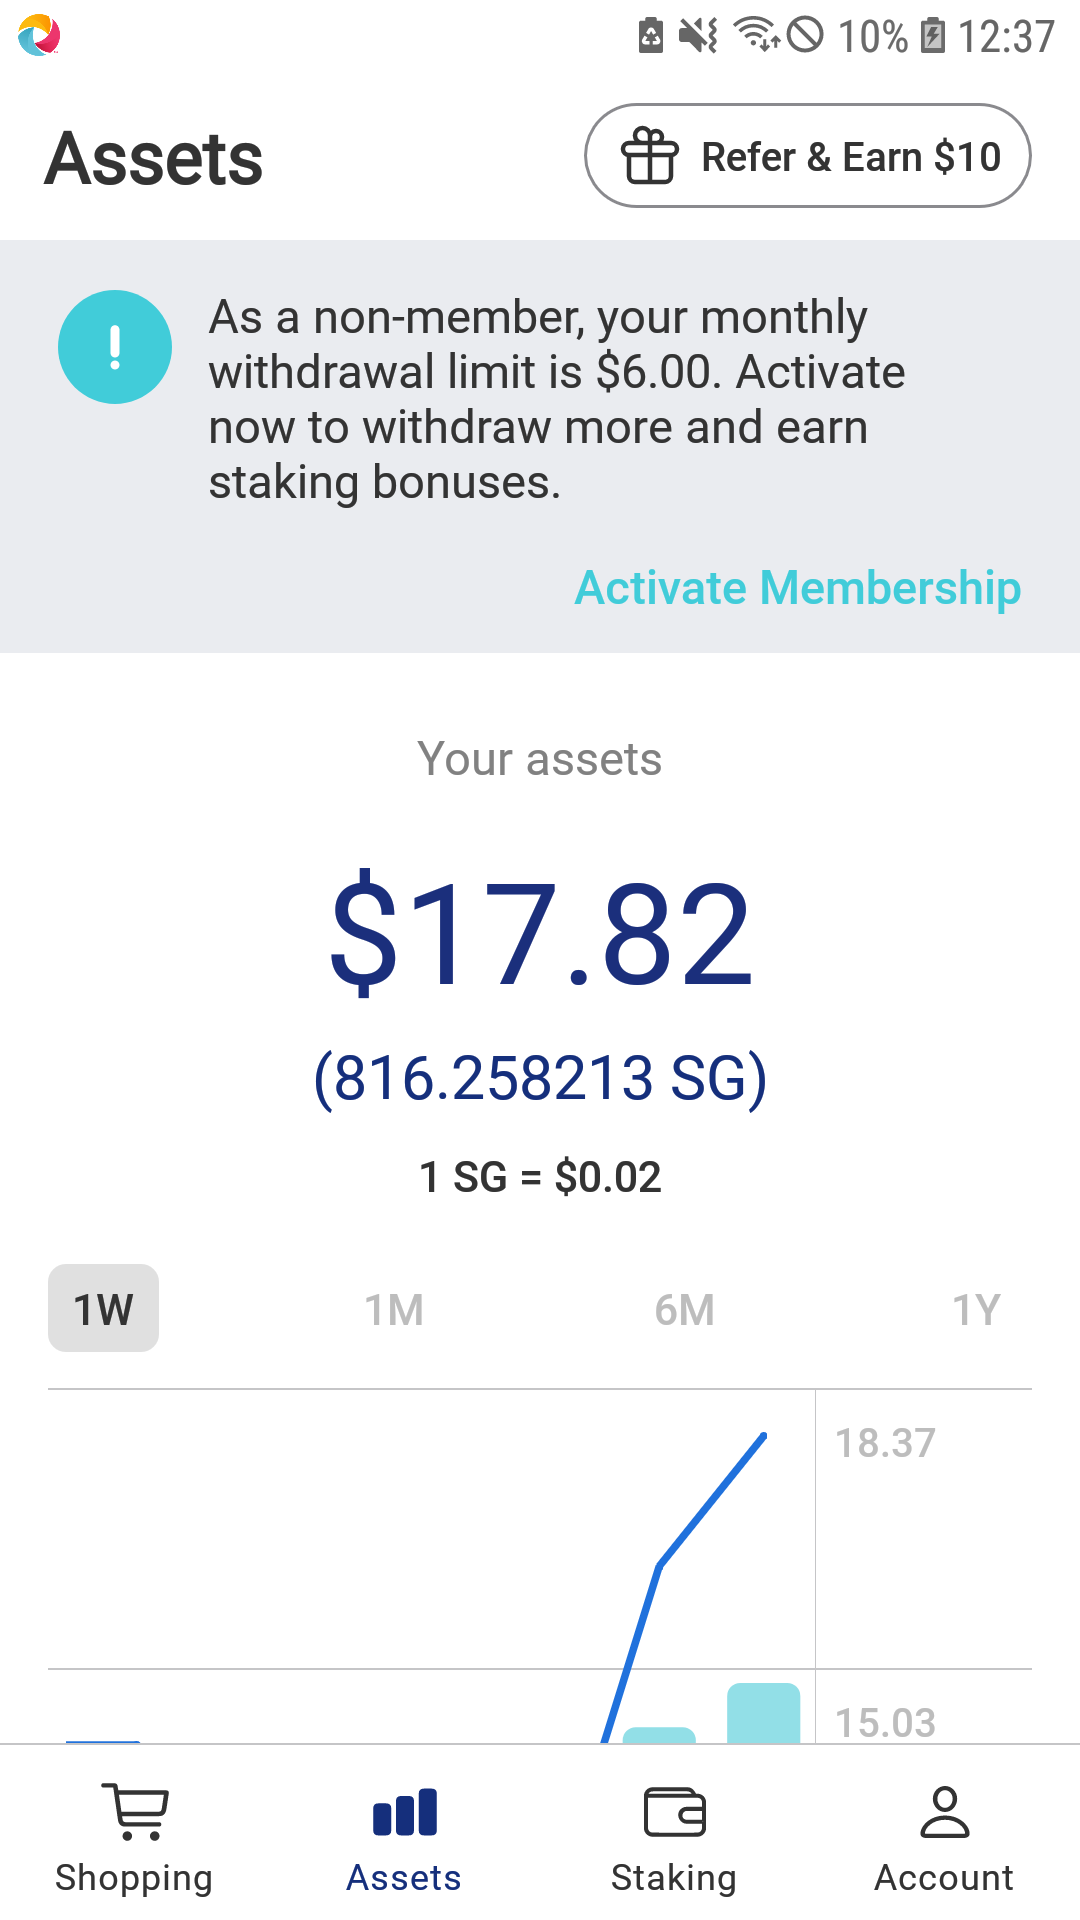 10% 12:37
Assets
Refer & Earn $10
As a non-member, your monthly
withdrawal limit is $6.00. Activate
now to withdraw more and earn
staking bonuses.
Activate Membership
Your assets
$17.82
(816.258213 SG)
1 SG = $0.02
1W 1M 6M 1Y
18.37
15.03
Shopping Assets Staking Account